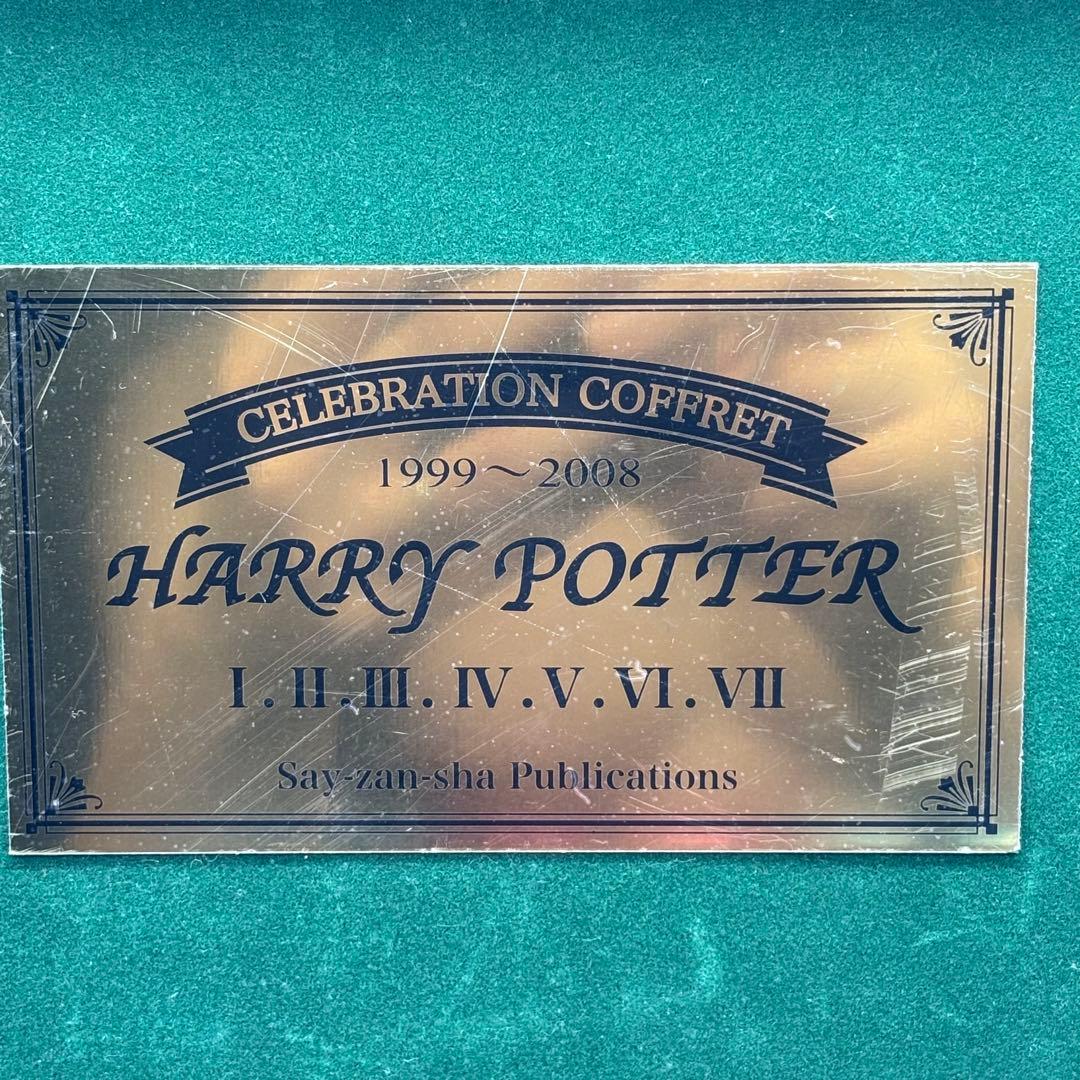 CELEBRATION COFFRET
1999～2008
HARRY POTTER
I.II.III.IV.V.VI.VII
Say-zan-sha Publications